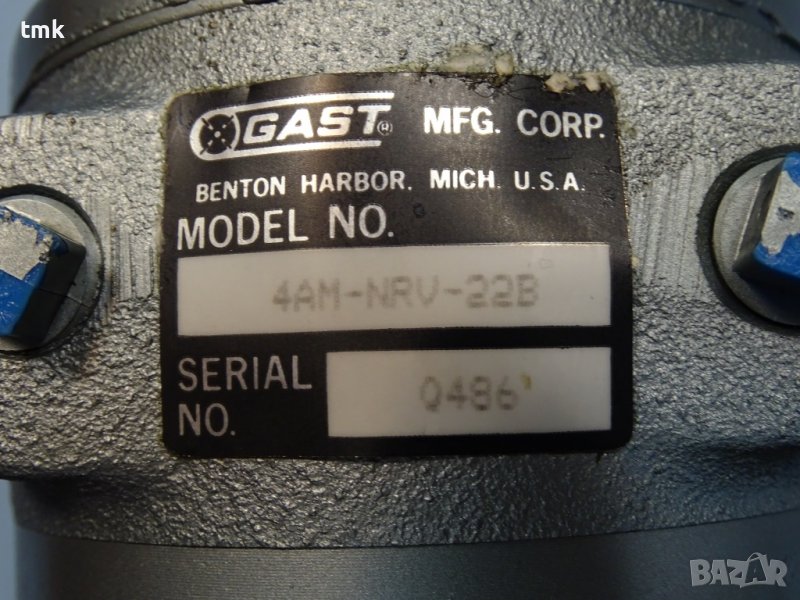 tmk
GAST® MFG. CORP.
BENTON HARBOR, MICH. U.S.A.
MODEL NO.
4AM-NRV-22B
SERIAL NO.
0486
BAZAR